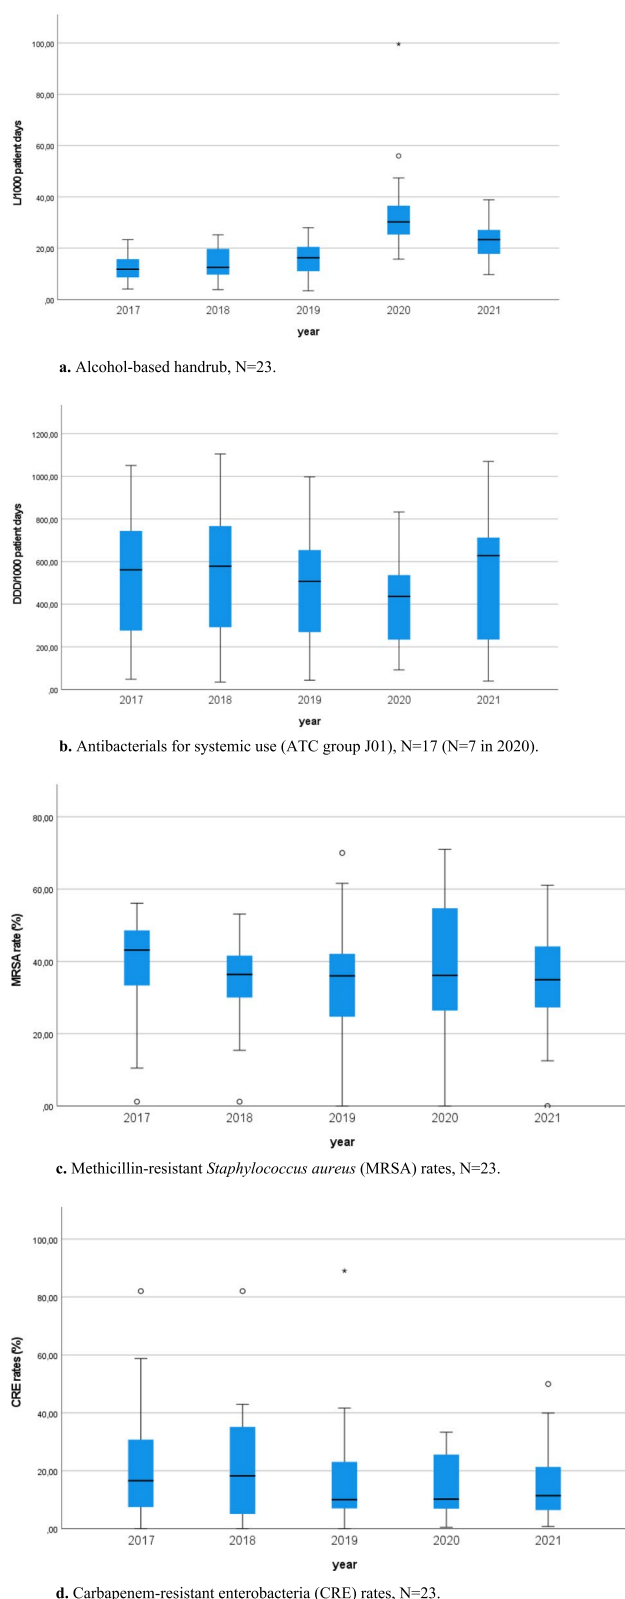 100,00
80,00
60,00
40,00
20,00
,00
L/1000 patient days
2017 2018 2019 2020 2021
year
a. Alcohol-based handrub, N=23.
1200,00
1000,00
800,00
600,00
400,00
200,00
,00
DDD/1000 patient days
2017 2018 2019 2020 2021
year
b. Antibacterials for systemic use (ATC group J01), N=17 (N=7 in 2020).
80,00
60,00
40,00
20,00
,00
MRSA rate (%)
2017 2018 2019 2020 2021
year
c. Methicillin-resistant Staphylococcus aureus (MRSA) rates, N=23.
100,00
80,00
60,00
40,00
20,00
,00
CRE rates (%)
2017 2018 2019 2020 2021
year
d. Carbapenem-resistant enterobacteria (CRE) rates, N=23.